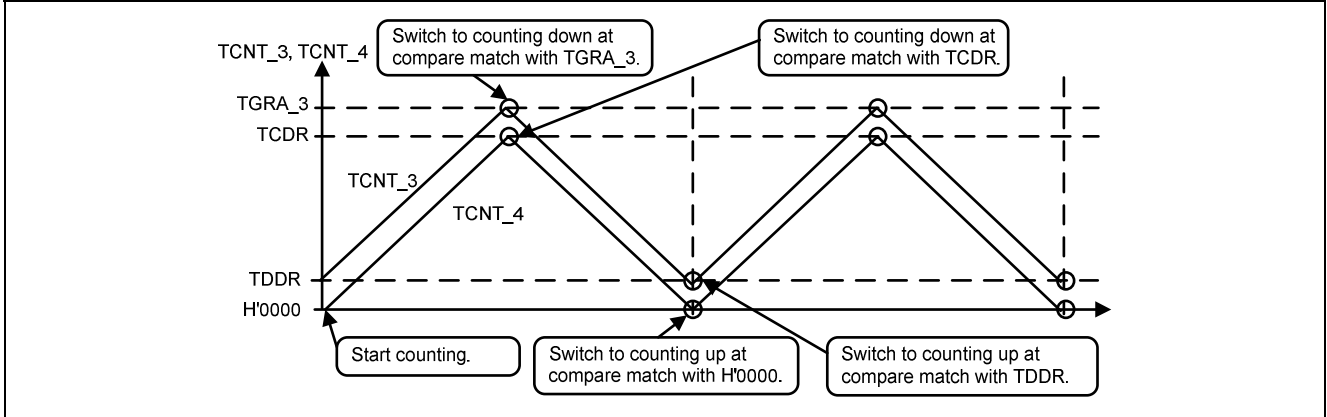 Switch to counting down at
compare match with TGRA_3.
Switch to counting down at
compare match with TCDR.
TCNT_3, TCNT_4
TGRA_3
TCDR
TCNT_3
TCNT_4
TDDR
H'0000
Start counting.
Switch to counting up at
compare match with H'0000.
Switch to counting up at
compare match with TDDR.